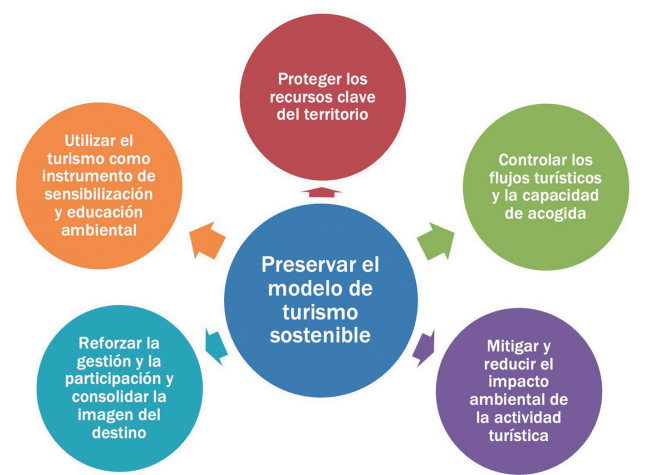 Proteger los
recursos clave
del territorio
Utilizar el
turismo como
instrumento de
sensibilización
y educación
ambiental
Controlar los
flujos turísticos
y la capacidad
de acogida
Preservar el
modelo de
turismo
sostenible
Reforzar la
gestión y la
participación y
consolidar la
imagen del
destino
Mitigar y
reducir el
impacto
ambiental de
la actividad
turística